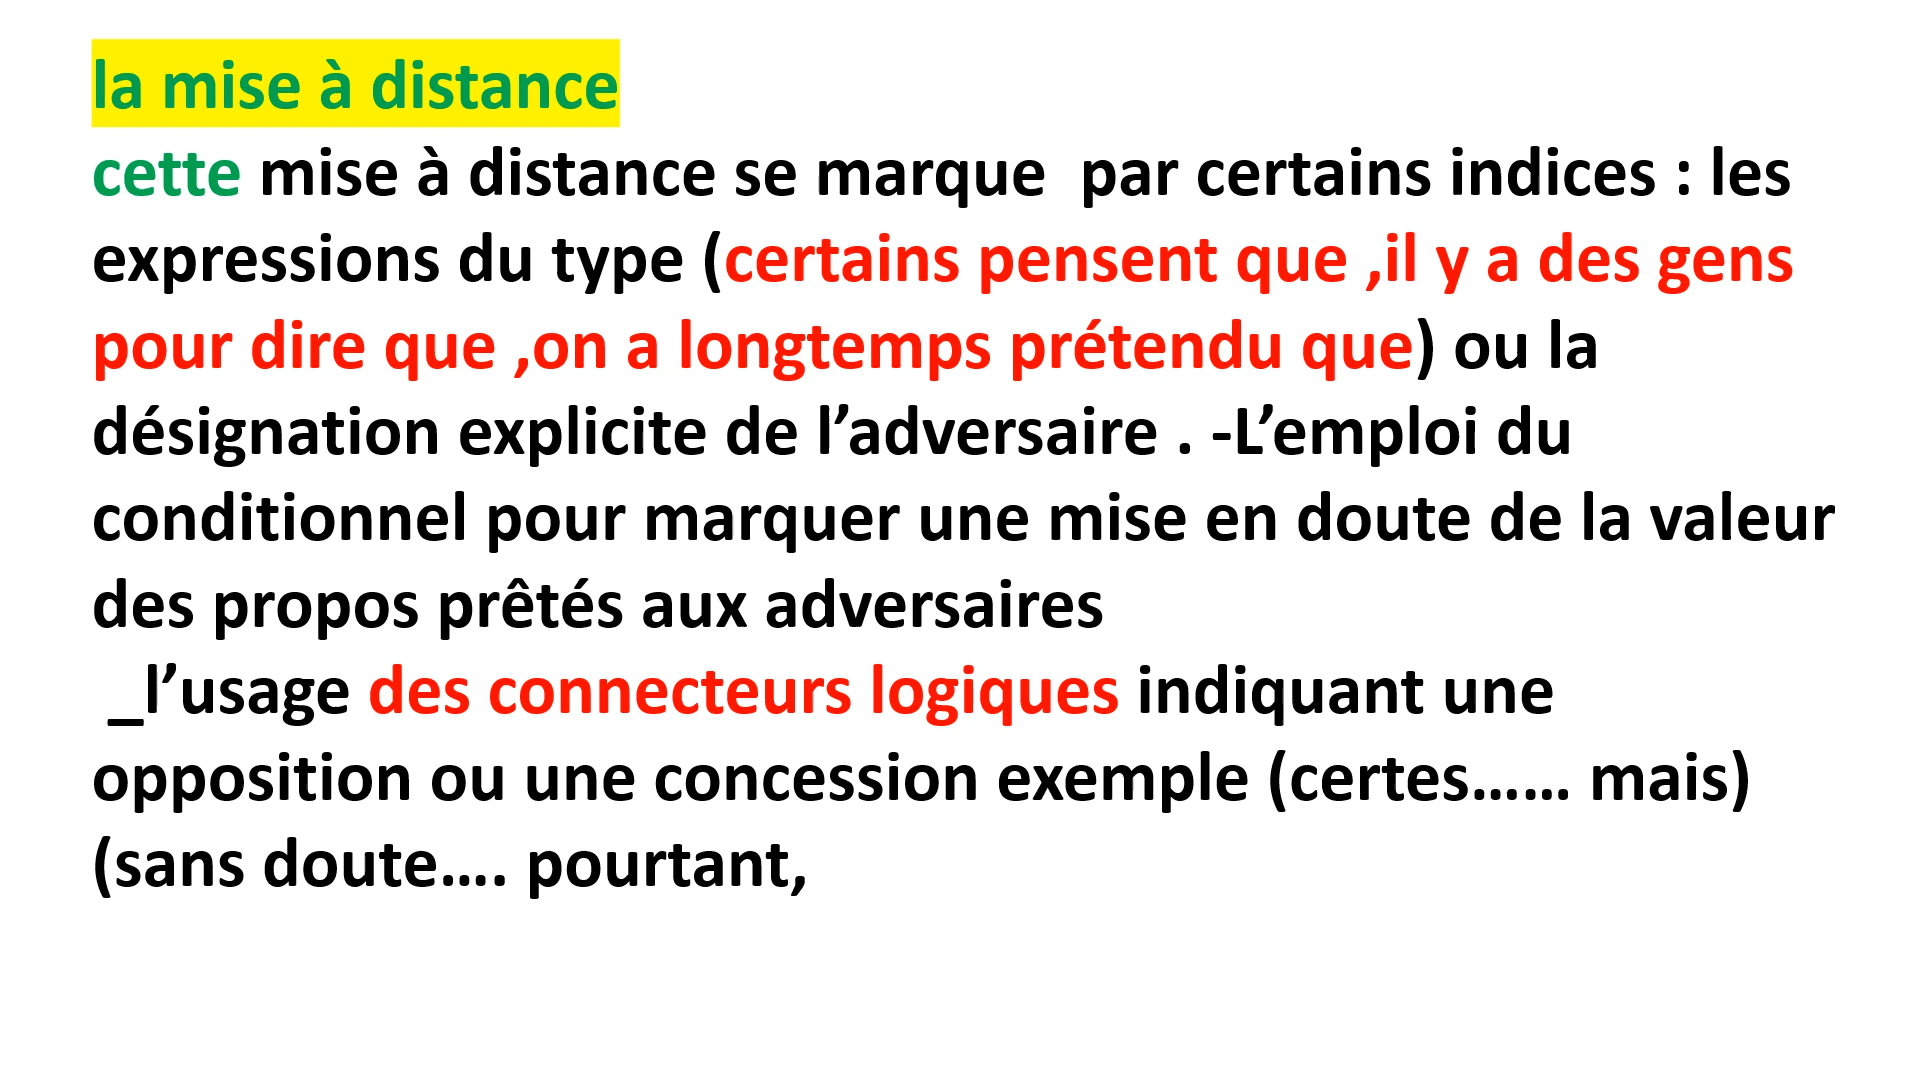 la mise à distance
cette mise à distance se marque  par certains indices : les
expressions du type (certains pensent que ,il y a des gens
pour dire que ,on a longtemps prétendu que) ou la
désignation explicite de l’adversaire . -L’emploi du
conditionnel pour marquer une mise en doute de la valeur
des propos prêtés aux adversaires
_l’usage des connecteurs logiques indiquant une
opposition ou une concession exemple (certes…… mais)
(sans doute…. pourtant,